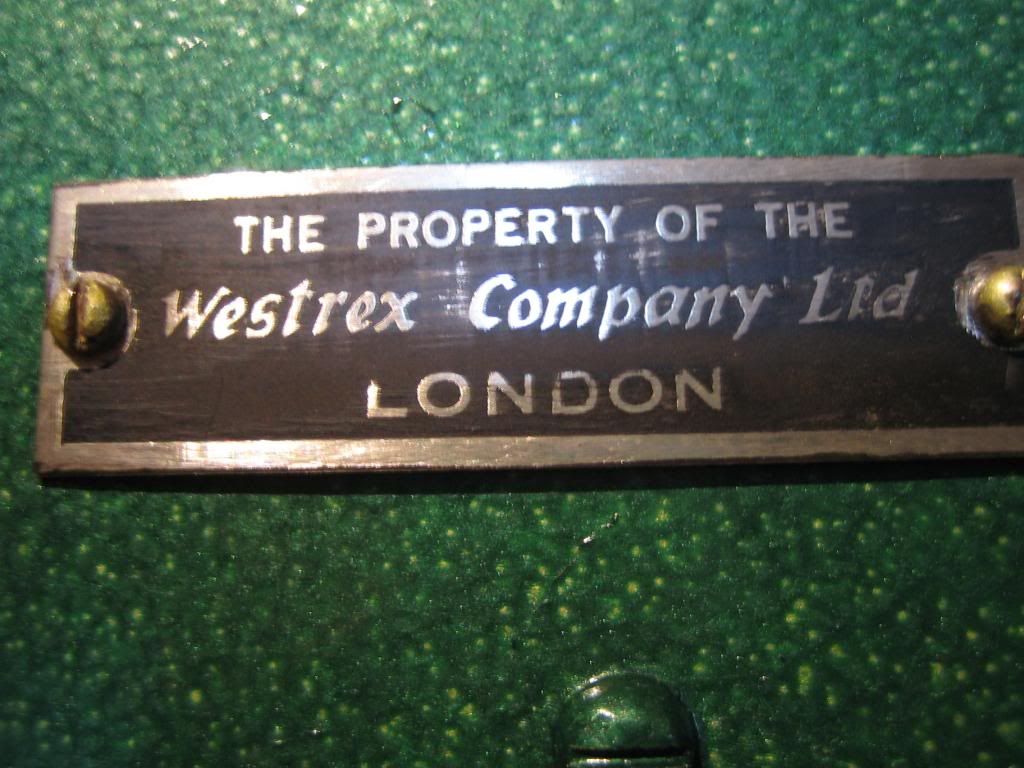 THE PROPERTY OF THE
Westrex Company Ltd.
LONDON